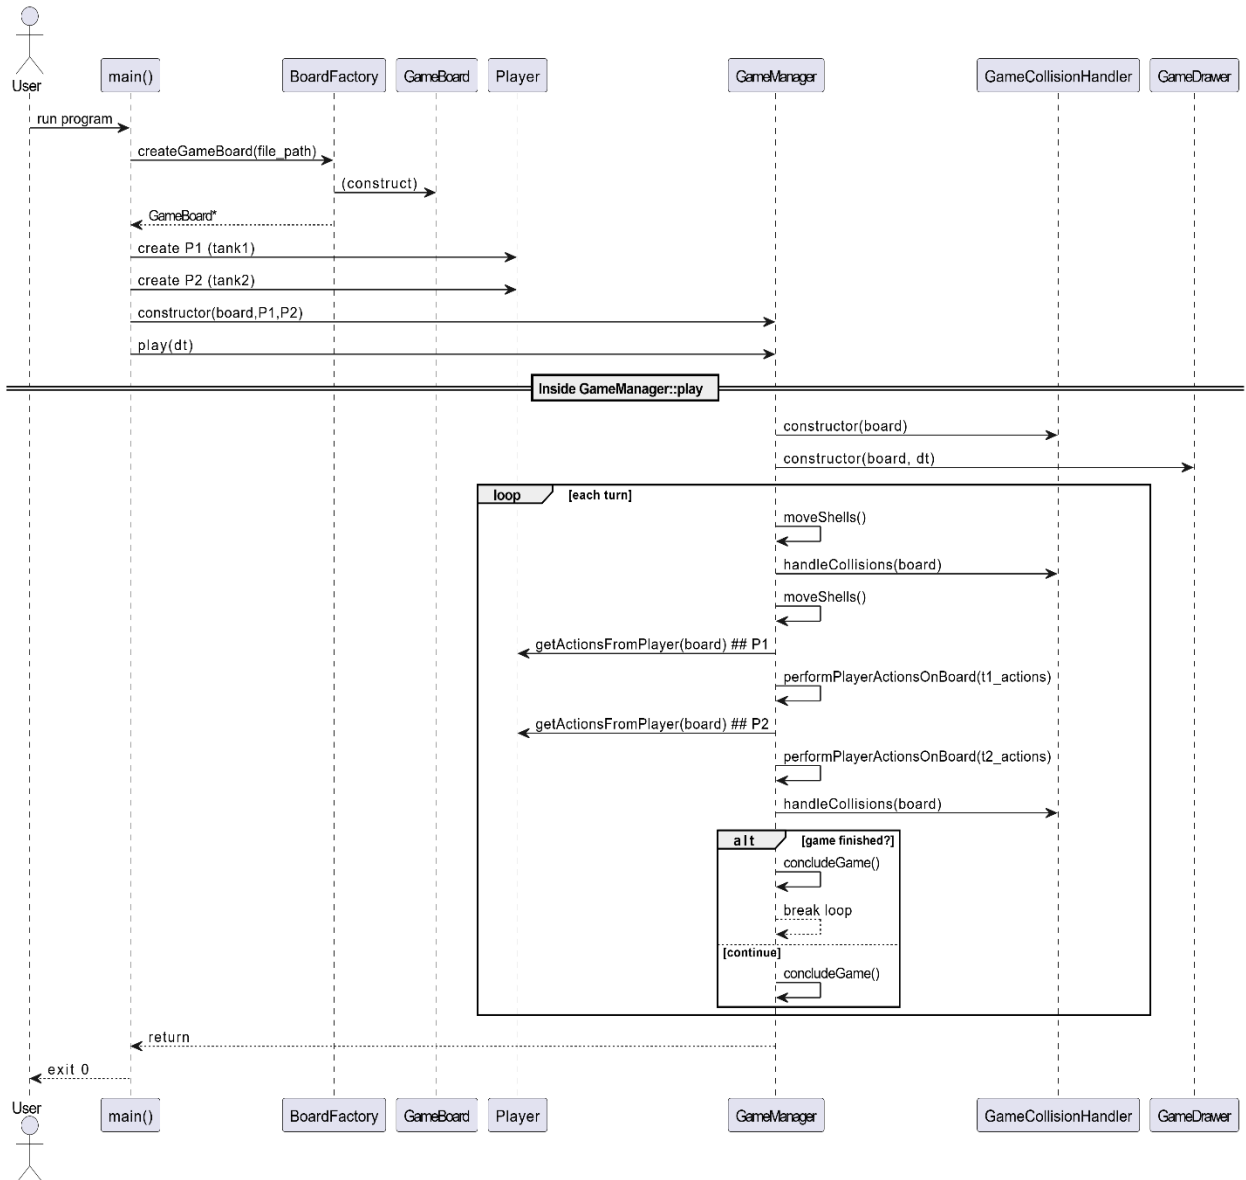 User
main()
BoardFactory
GameBoard
Player
GameManager
GameCollisionHandler
GameDrawer
run program
createGameBoard(file_path)
(construct)
GameBoard*
create P1 (tank1)
create P2 (tank2)
constructor(board,P1,P2)
play(dt)
Inside GameManager::play
constructor(board)
constructor(board, dt)
loop [each turn]
moveShells()
handleCollisions(board)
moveShells()
getActionsFromPlayer(board) ## P1
performPlayerActionsOnBoard(t1_actions)
getActionsFromPlayer(board) ## P2
performPlayerActionsOnBoard(t2_actions)
handleCollisions(board)
alt [game finished?]
concludeGame()
break loop
[continue]
concludeGame()
return
exit 0
User
main()
BoardFactory
GameBoard
Player
GameManager
GameCollisionHandler
GameDrawer